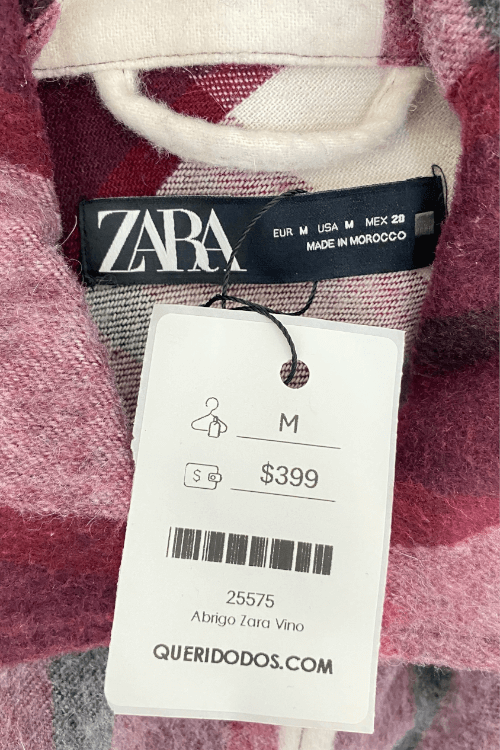 ZARA
EUR M USA M MEX 28
MADE IN MOROCCO
M
$
$399
25575
Abrigo Zara Vino
QUERIDODOS.COM